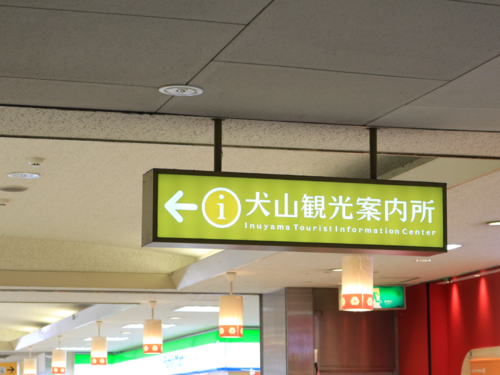 i 犬山観光案内所
Inuyama Tourist Information Center